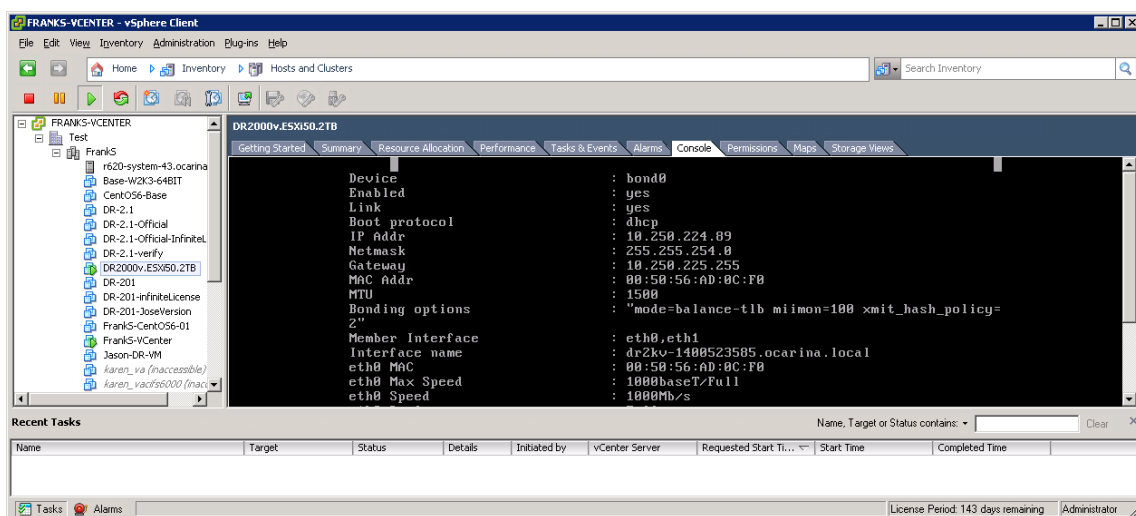 FRANKS-VCENTER - vSphere Client
File Edit View Inventory Administration Plug-ins Help
Home Inventory Hosts and Clusters
Search Inventory
FRANKS-VCENTER
Test
FrankS
r620-system-43.ocarina
Base-W2K3-64BIT
CentOS6-Base
DR-2.1
DR-2.1-Official
DR-2.1-Official-InfiniteL
DR-2.1-verify
DR2000v.ESXi50.2TB
DR-201
DR-201-infiniteLicense
DR-201-JoseVersion
FrankS-CentOS6-01
FrankS-VCenter
Jason-DR-VM
karen_va (inaccessible)
karen_vacifs6000 (inacc
DR2000v.ESXi50.2TB
Getting Started Summary Resource Allocation Performance Tasks & Events Alarms Console Permissions Maps Storage Views
Device : bond0
Enabled : yes
Link : yes
Boot protocol : dhcp
IP Addr : 10.250.224.89
Netmask : 255.255.254.0
Gateway : 10.250.225.255
MAC Addr : 00:50:56:AD:0C:F0
MTU : 1500
Bonding options : "mode=balance-tlb miimon=100 xmit_hash_policy=
2"
Member Interface : eth0,eth1
Interface name : dr2kv-1400523585.ocarina.local
eth0 MAC : 00:50:56:AD:0C:F0
eth0 Max Speed : 1000baseT/Full
eth0 Speed : 1000Mb/s
Recent Tasks
Name, Target or Status contains:
Clear
Name Target Status Details Initiated by vCenter Server Requested Start Ti... Start Time Completed Time
Tasks Alarms
License Period: 143 days remaining Administrator